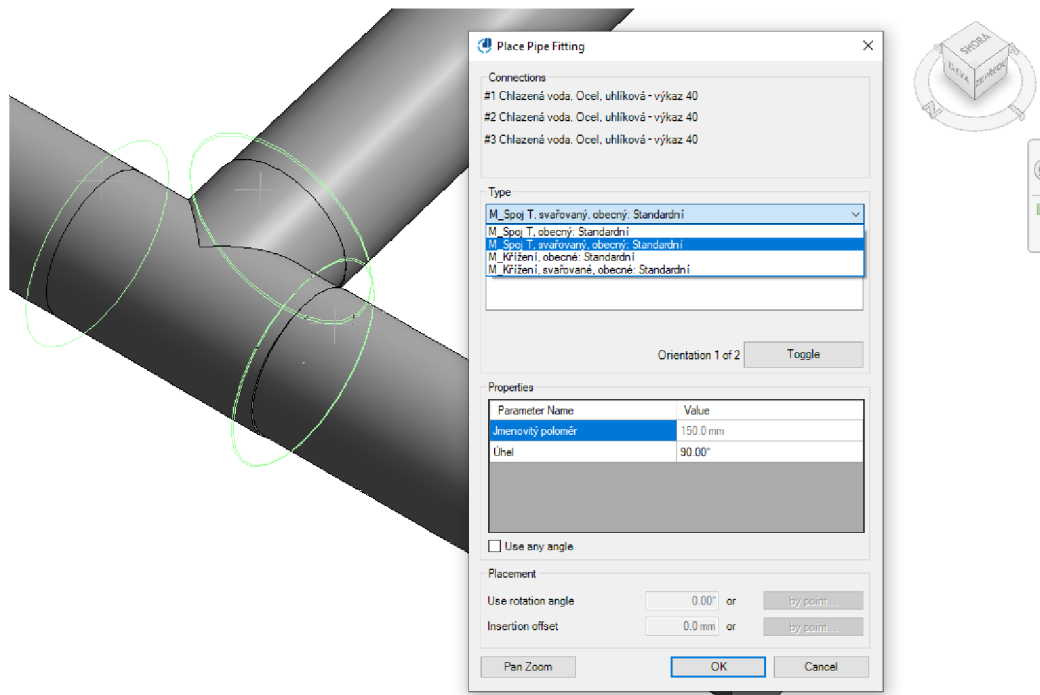 Place Pipe Fitting
Connections
#1 Chlazená voda, Ocel, uhlíková - výkaz 40
#2 Chlazená voda, Ocel, uhlíková - výkaz 40
#3 Chlazená voda, Ocel, uhlíková - výkaz 40
Type
M_Spoj T, svařovaný, obecný: Standardní
M_Spoj T, obecný: Standardní
M_Spoj T, svařovaný, obecný: Standardní
M_Křížení, obecné: Standardní
M_Křížení, svařované, obecné: Standardní
Orientation 1 of 2 Toggle
Properties
Parameter Name Value
Jmenovitý poloměr 150.0 mm
Úhel 90.00°
Use any angle
Placement
Use rotation angle 0.00° or by point ...
Insertion offset 0.0 mm or by point ...
Pan Zoom OK Cancel
SHORA